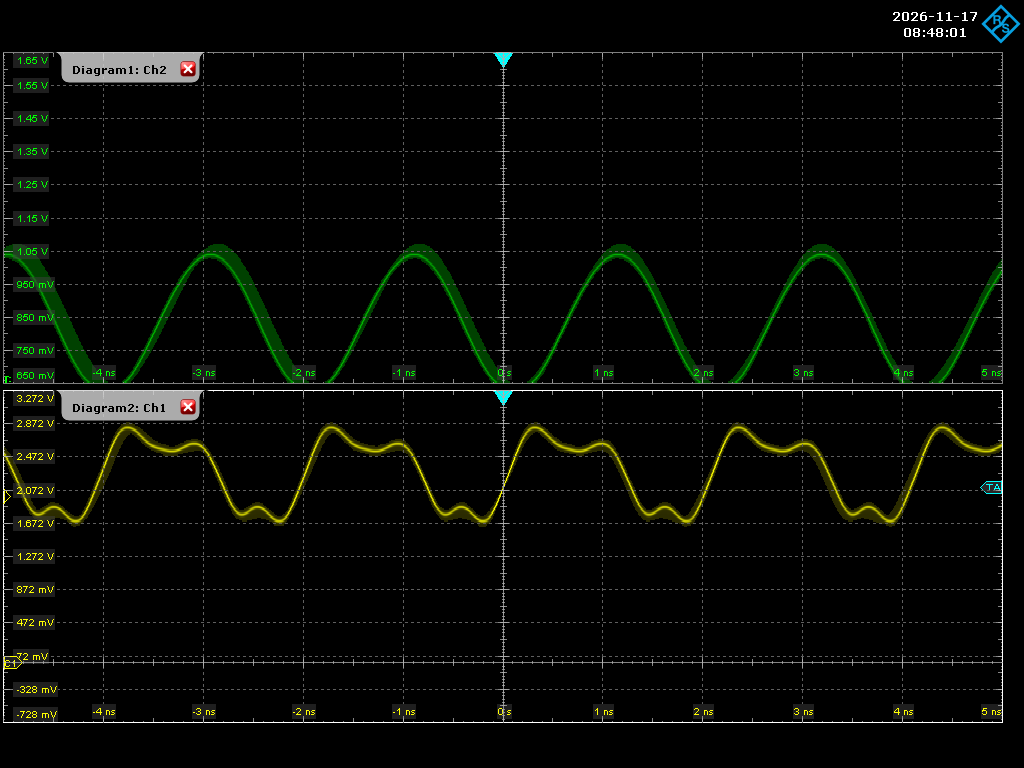 2026-11-17
08:48:01
R/S
Diagram1: Ch2
1.65 V
1.55 V
1.45 V
1.35 V
1.25 V
1.15 V
1.05 V
950 mV
850 mV
750 mV
650 mV
-4 ns -3 ns -2 ns -1 ns 0 s 1 ns 2 ns 3 ns 4 ns 5 ns
Diagram2: Ch1
3.272 V
2.872 V
2.472 V
2.072 V
TA
1.672 V
1.272 V
872 mV
472 mV
72 mV
C1
-328 mV
-728 mV
-4 ns -3 ns -2 ns -1 ns 0 s 1 ns 2 ns 3 ns 4 ns 5 ns